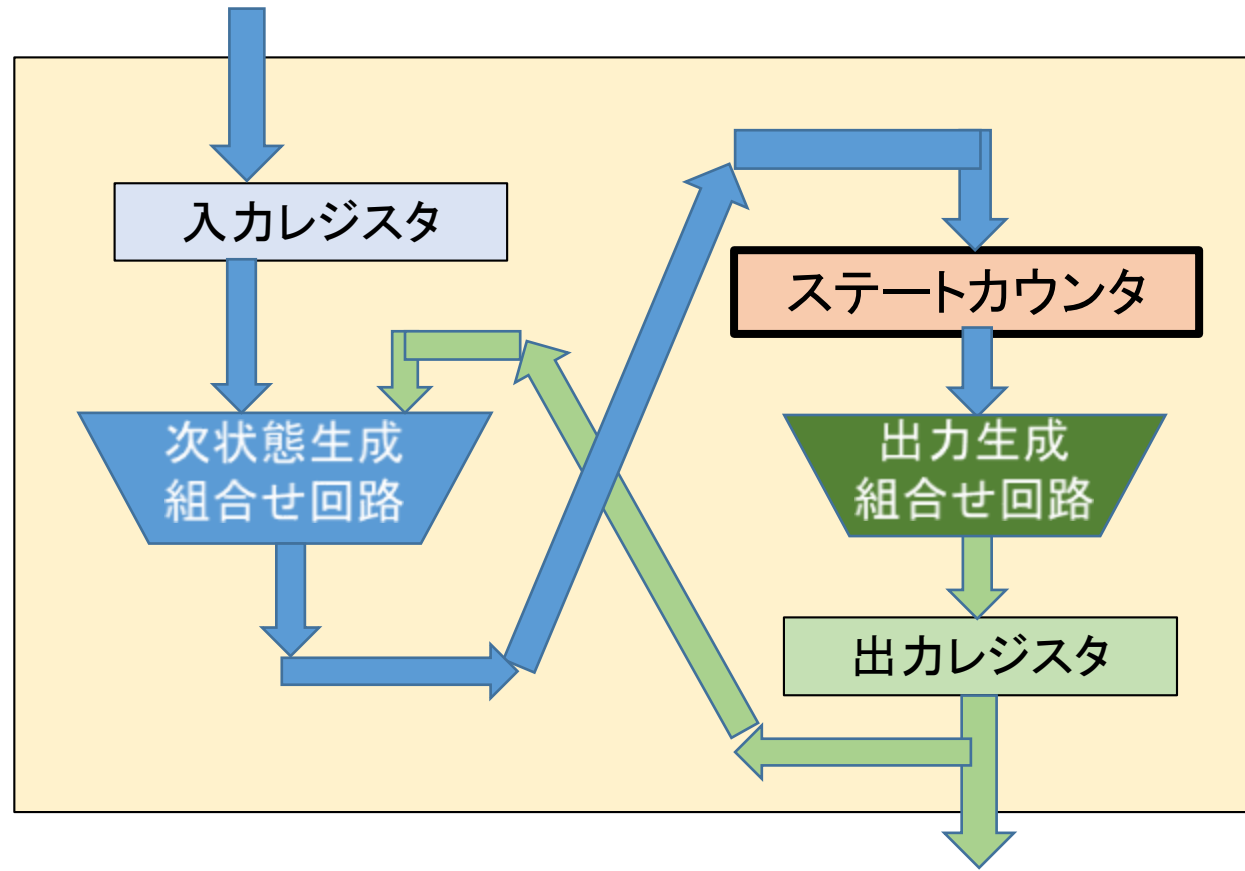 入力レジスタ
ステートカウンタ
次状態生成
組合せ回路
出力生成
組合せ回路
出力レジスタ